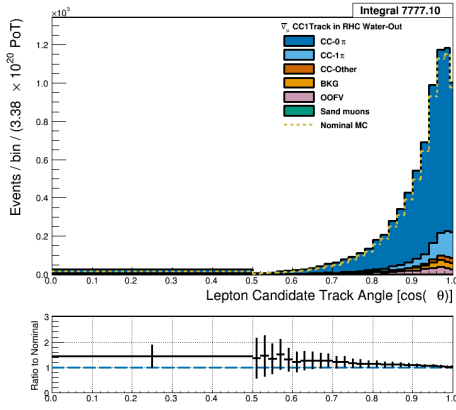 Integral 7777.10
×10³
ν̅μ CC1Track in RHC Water-Out
CC-0 π
CC-1π
CC-Other
BKG
OOFV
Sand muons
Nominal MC
Events / bin / (3.38 × 10²⁰ PoT)
1.2
1.0
0.8
0.6
0.4
0.2
0.0
0.0 0.1 0.2 0.3 0.4 0.5 0.6 0.7 0.8 0.9 1.0
Lepton Candidate Track Angle [cos( θ)]
Ratio to Nominal
3
2
1
0
0.0 0.1 0.2 0.3 0.4 0.5 0.6 0.7 0.8 0.9 1.0